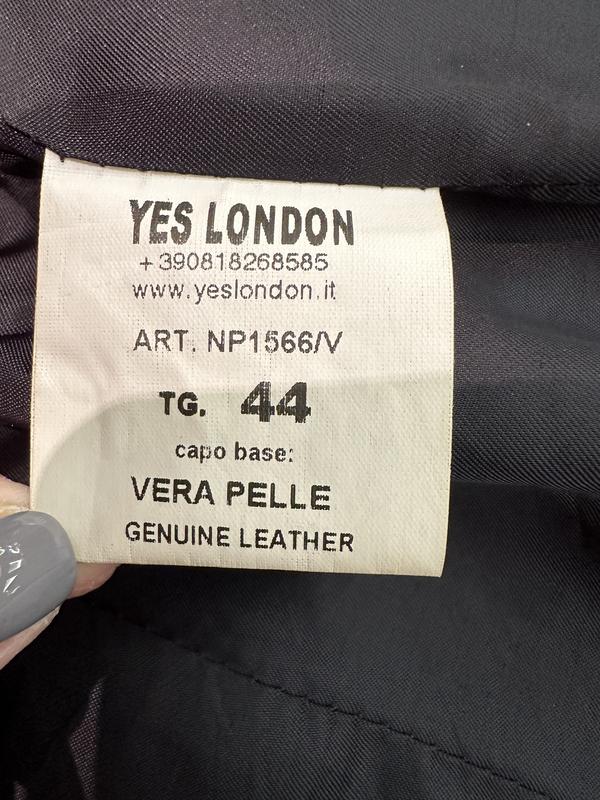 YES LONDON
+390818268585
www.yeslondon.it
ART. NP1566/V
TG. 44
capo base:
VERA PELLE
GENUINE LEATHER